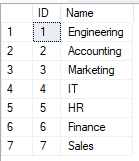 ID Name
1 1 Engineering
2 2 Accounting
3 3 Marketing
4 4 IT
5 5 HR
6 6 Finance
7 7 Sales